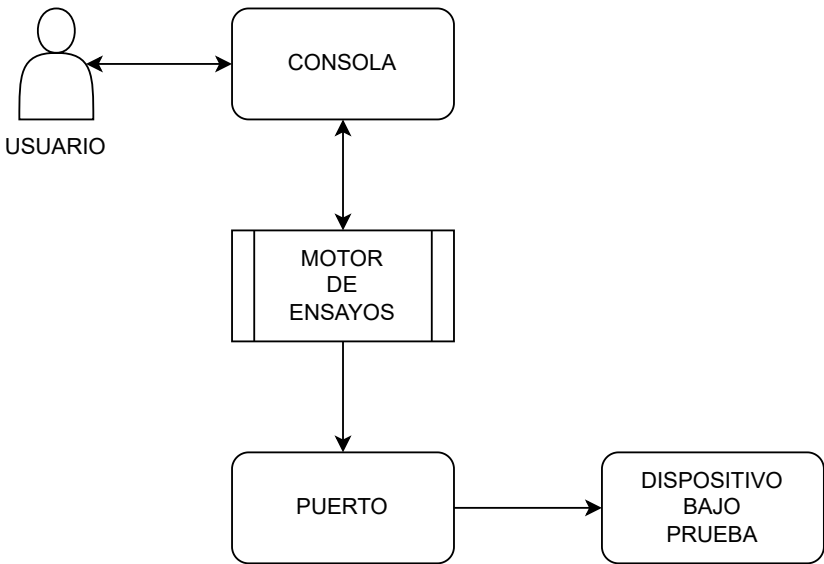 CONSOLA
USUARIO
MOTOR
DE
ENSAYOS
PUERTO
DISPOSITIVO
BAJO
PRUEBA